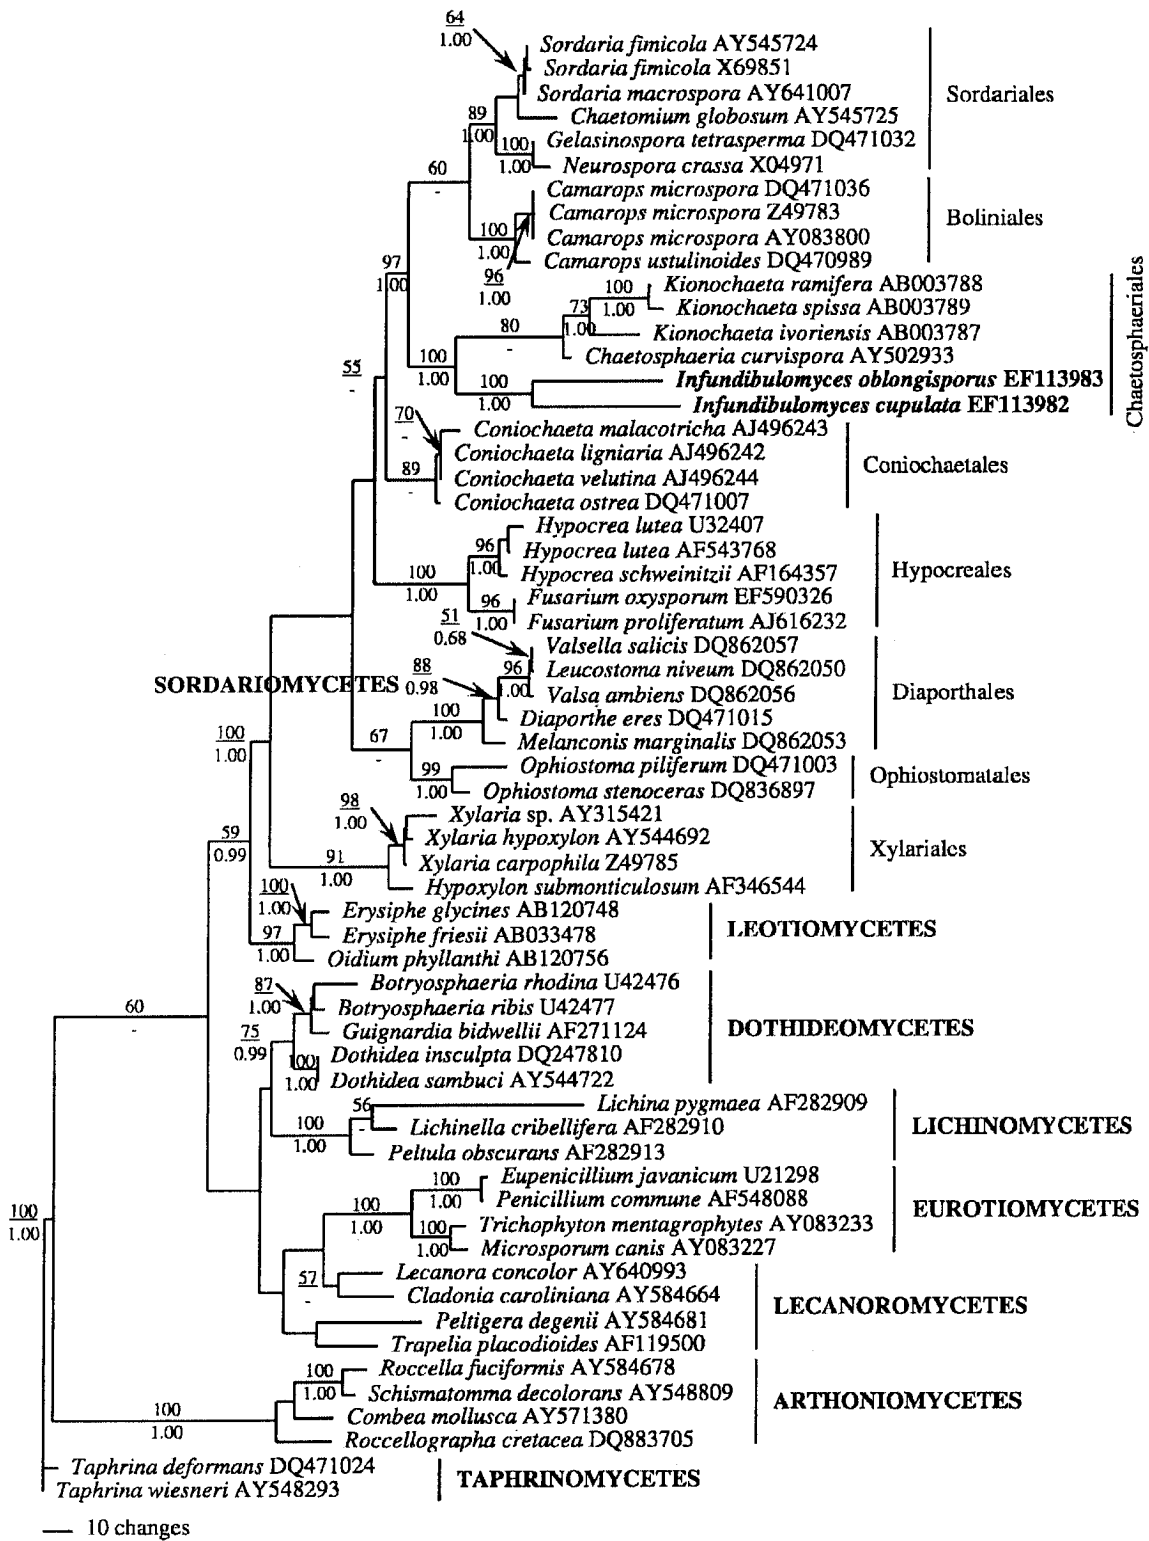 64
1.00
Sordaria fimicola AY545724
Sordaria fimicola X69851
Sordaria macrospora AY641007
Chaetomium globosum AY545725
Sordariales
89
1.00
100
1.00
Gelasinospora tetrasperma DQ471032
Neurospora crassa X04971
60
-
Camarops microspora DQ471036
Camarops microspora Z49783
Camarops microspora AY083800
Camarops ustulinoides DQ470989
Boliniales
100
1.00
96
1.00
97
1.00
Kionochaeta ramifera AB003788
Kionochaeta spissa AB003789
Kionochaeta ivoriensis AB003787
Chaetosphaeria curvispora AY502933
Infundibulomyces oblongisporus EF113983
Infundibulomyces cupulata EF113982
Chaetosphaeriales
100
1.00
73
1.00
80
-
100
1.00
100
1.00
55
-
70
-
89
-
Coniochaeta malacotricha AJ496243
Coniochaeta ligniaria AJ496242
Coniochaeta velutina AJ496244
Coniochaeta ostrea DQ471007
Coniochaetales
Hypocrea lutea U32407
Hypocrea lutea AF543768
Hypocrea schweinitzii AF164357
Fusarium oxysporum EF590326
Fusarium proliferatum AJ616232
Hypocreales
96
1.00
100
1.00
96
1.00
51
0.68
Valsella salicis DQ862057
Leucostoma niveum DQ862050
Valsa ambiens DQ862056
Diaporthe eres DQ471015
Melanconis marginalis DQ862053
Diaporthales
96
1.00
88
0.98
SORDARIOMYCETES
100
1.00
67
-
99
1.00
Ophiostoma piliferum DQ471003
Ophiostoma stenoceras DQ836897
Ophiostomatales
100
1.00
98
1.00
Xylaria sp. AY315421
Xylaria hypoxylon AY544692
Xylaria carpophila Z49785
Hypoxylon submonticulosum AF346544
Xylariales
91
1.00
59
0.99
100
1.00
97
1.00
Erysiphe glycines AB120748
Erysiphe friesii AB033478
Oidium phyllanthi AB120756
LEOTIOMYCETES
87
1.00
Botryosphaeria rhodina U42476
Botryosphaeria ribis U42477
Guignardia bidwellii AF271124
Dothidea insculpta DQ247810
Dothidea sambuci AY544722
DOTHIDEOMYCETES
60
-
75
0.99
100
1.00
56
-
100
1.00
Lichina pygmaea AF282909
Lichinella cribellifera AF282910
Peltula obscurans AF282913
LICHINOMYCETES
Eupenicillium javanicum U21298
Penicillium commune AF548088
Trichophyton mentagrophytes AY083233
Microsporum canis AY083227
EUROTIOMYCETES
100
1.00
100
1.00
100
1.00
100
1.00
57
-
Lecanora concolor AY640993
Cladonia caroliniana AY584664
Peltigera degenii AY584681
Trapelia placodioides AF119500
LECANOROMYCETES
100
1.00
100
1.00
Roccella fuciformis AY584678
Schismatomma decolorans AY548809
Combea mollusca AY571380
Roccellographa cretacea DQ883705
ARTHONIOMYCETES
Taphrina deformans DQ471024
Taphrina wiesneri AY548293
TAPHRINOMYCETES
10 changes